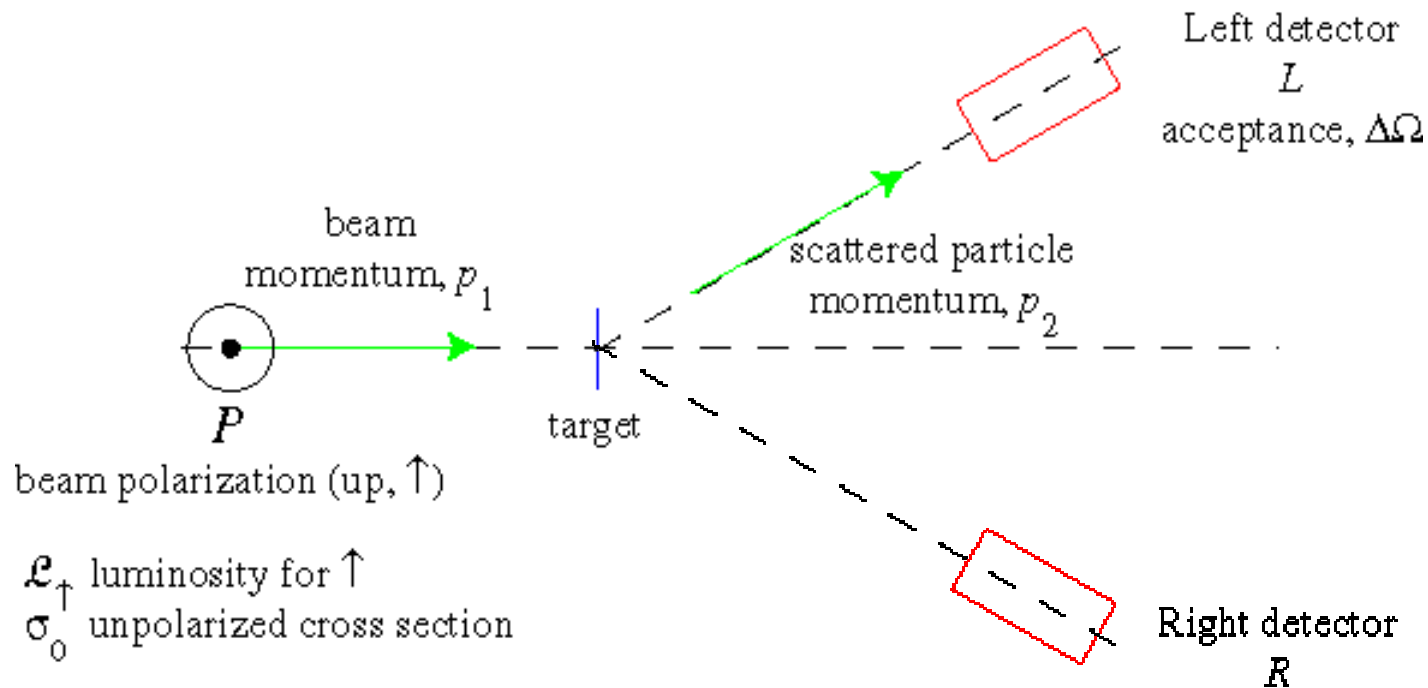 Left detector
L
acceptance, ΔΩ
beam
momentum, p₁
scattered particle
momentum, p₂
P
target
beam polarization (up, ↑)
ℒ↑ luminosity for ↑
σ₀ unpolarized cross section
Right detector
R